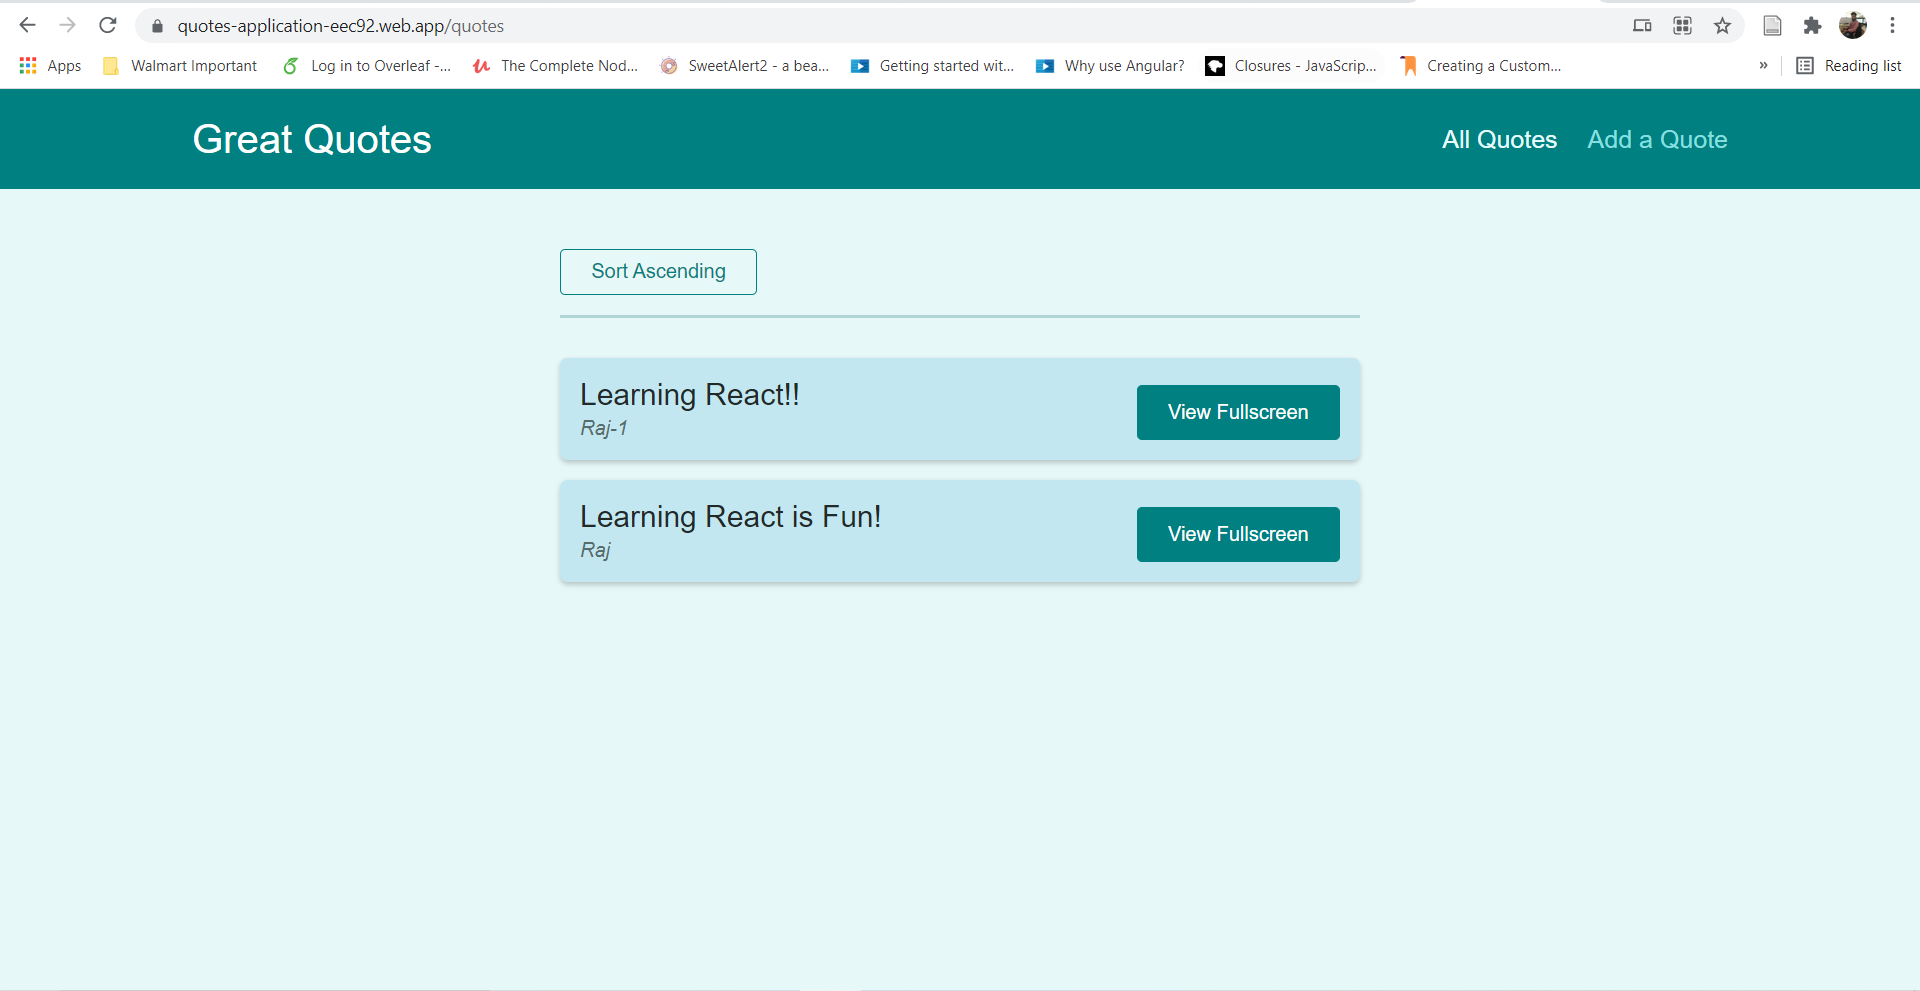 quotes-application-eec92.web.app/quotes
Apps Walmart Important Log in to Overleaf -... The Complete Nod... SweetAlert2 - a bea... Getting started wit... Why use Angular? Closures - JavaScrip... Creating a Custom... » Reading list
Great Quotes All Quotes Add a Quote
Sort Ascending
Learning React!!
Raj-1
View Fullscreen
Learning React is Fun!
Raj
View Fullscreen